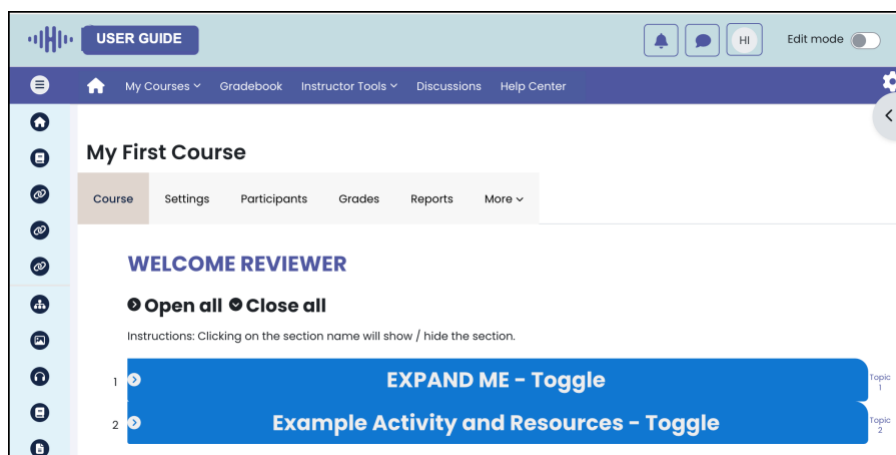 USER GUIDE
HI
Edit mode
My Courses
Gradebook
Instructor Tools
Discussions
Help Center
My First Course
Course
Settings
Participants
Grades
Reports
More
WELCOME REVIEWER
Open all Close all
Instructions: Clicking on the section name will show / hide the section.
1 EXPAND ME - Toggle
Topic
1
2 Example Activity and Resources - Toggle
Topic
2